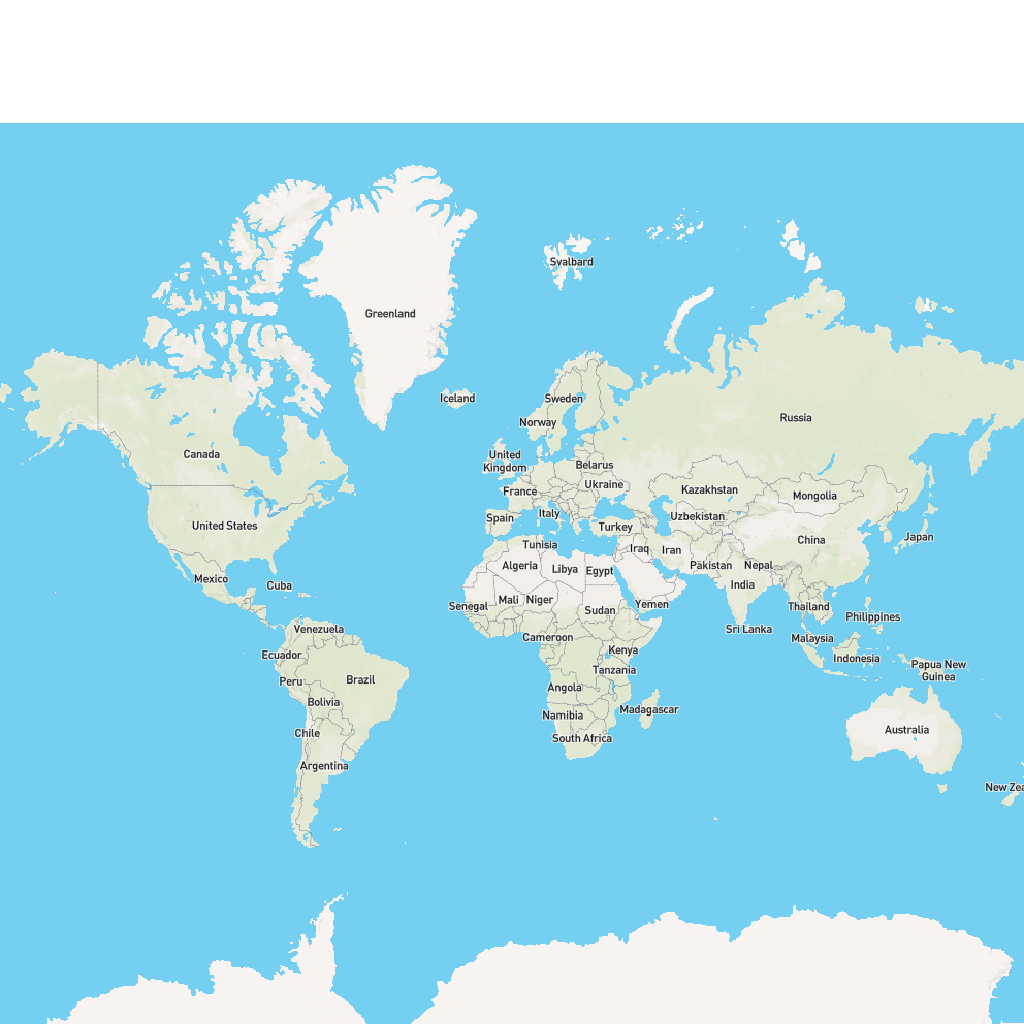 Svalbard
Greenland
Iceland
Sweden
Norway
Russia
Canada
United
Kingdom
Belarus
Ukraine
France
Kazakhstan
Mongolia
Spain
Italy
Uzbekistan
United States
Turkey
China
Japan
Tunisia
Iraq
Iran
Algeria
Libya
Egypt
Pakistan
Nepal
Mexico
Cuba
India
Senegal
Mali
Niger
Sudan
Yemen
Thailand
Philippines
Venezuela
Cameroon
Sri Lanka
Malaysia
Ecuador
Kenya
Indonesia
Papua New
Guinea
Peru
Brazil
Tanzania
Angola
Bolivia
Namibia
Madagascar
Chile
South Africa
Australia
Argentina
New Zea